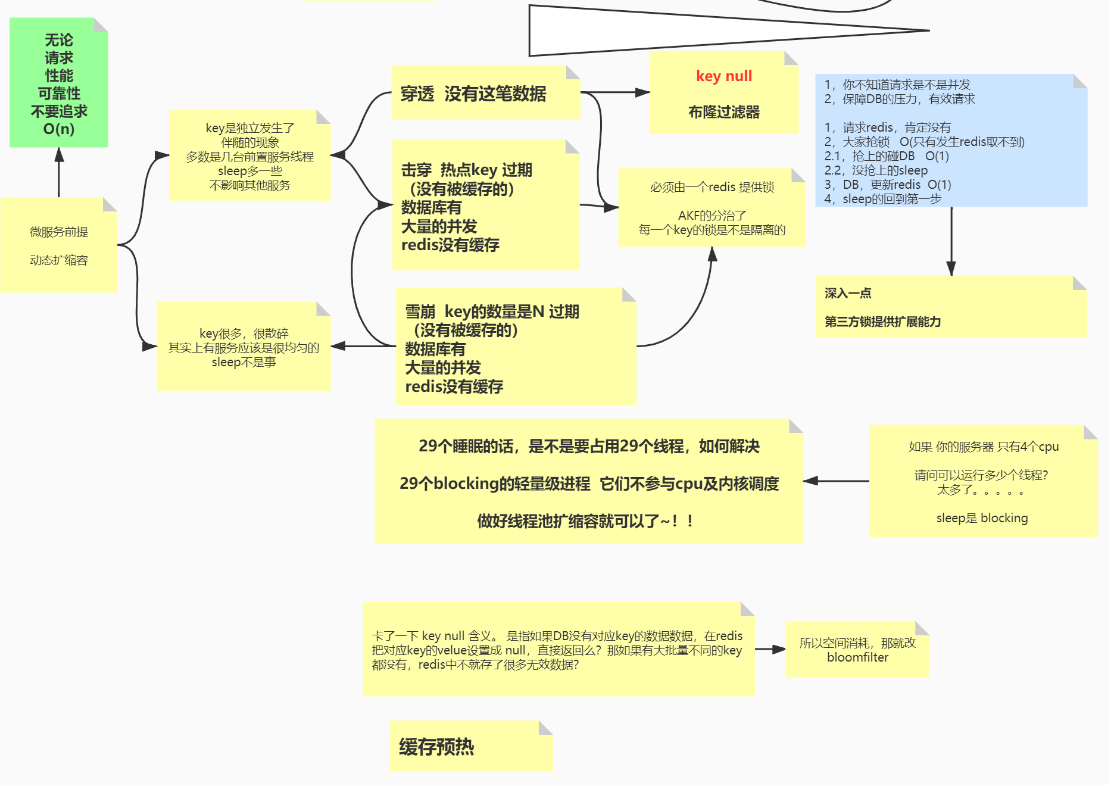 无论
请求
性能
可靠性
不要追求
O(n)
微服务前提
动态扩缩容
key是独立发生了
伴随的现象
多数是几台前置服务线程
sleep多一些
不影响其他服务
key很多，很散碎
其实上有服务应该是很均匀的
sleep不是事
穿透 没有这笔数据
击穿 热点key 过期
（没有被缓存的）
数据库有
大量的并发
redis没有缓存
雪崩 key的数量是N 过期
（没有被缓存的）
数据库有
大量的并发
redis没有缓存
key null
布隆过滤器
必须由一个redis 提供锁
AKF的分治了
每一个key的锁是不是隔离的
1，你不知道请求是不是并发
2，保障DB的压力，有效请求
1，请求redis，肯定没有
2，大家抢锁 O(只有发生redis取不到)
2.1，抢上的碰DB O(1)
2.2，没抢上的sleep
3，DB，更新redis O(1)
4，sleep的回到第一步
深入一点
第三方锁提供扩展能力
29个睡眠的话，是不是要占用29个线程，如何解决
29个blocking的轻量级进程 它们不参与cpu及内核调度
做好线程池扩缩容就可以了~！！
如果 你的服务器 只有4个cpu
请问可以运行多少个线程？
太多了。。。。。
sleep是 blocking
卡了一下 key null 含义。 是指如果DB没有对应key的数据数据，在redis
把对应key的velue设置成 null，直接返回么？那如果有大批量不同的key
都没有，redis中不就存了很多无效数据？
所以空间消耗，那就改
bloomfilter
缓存预热